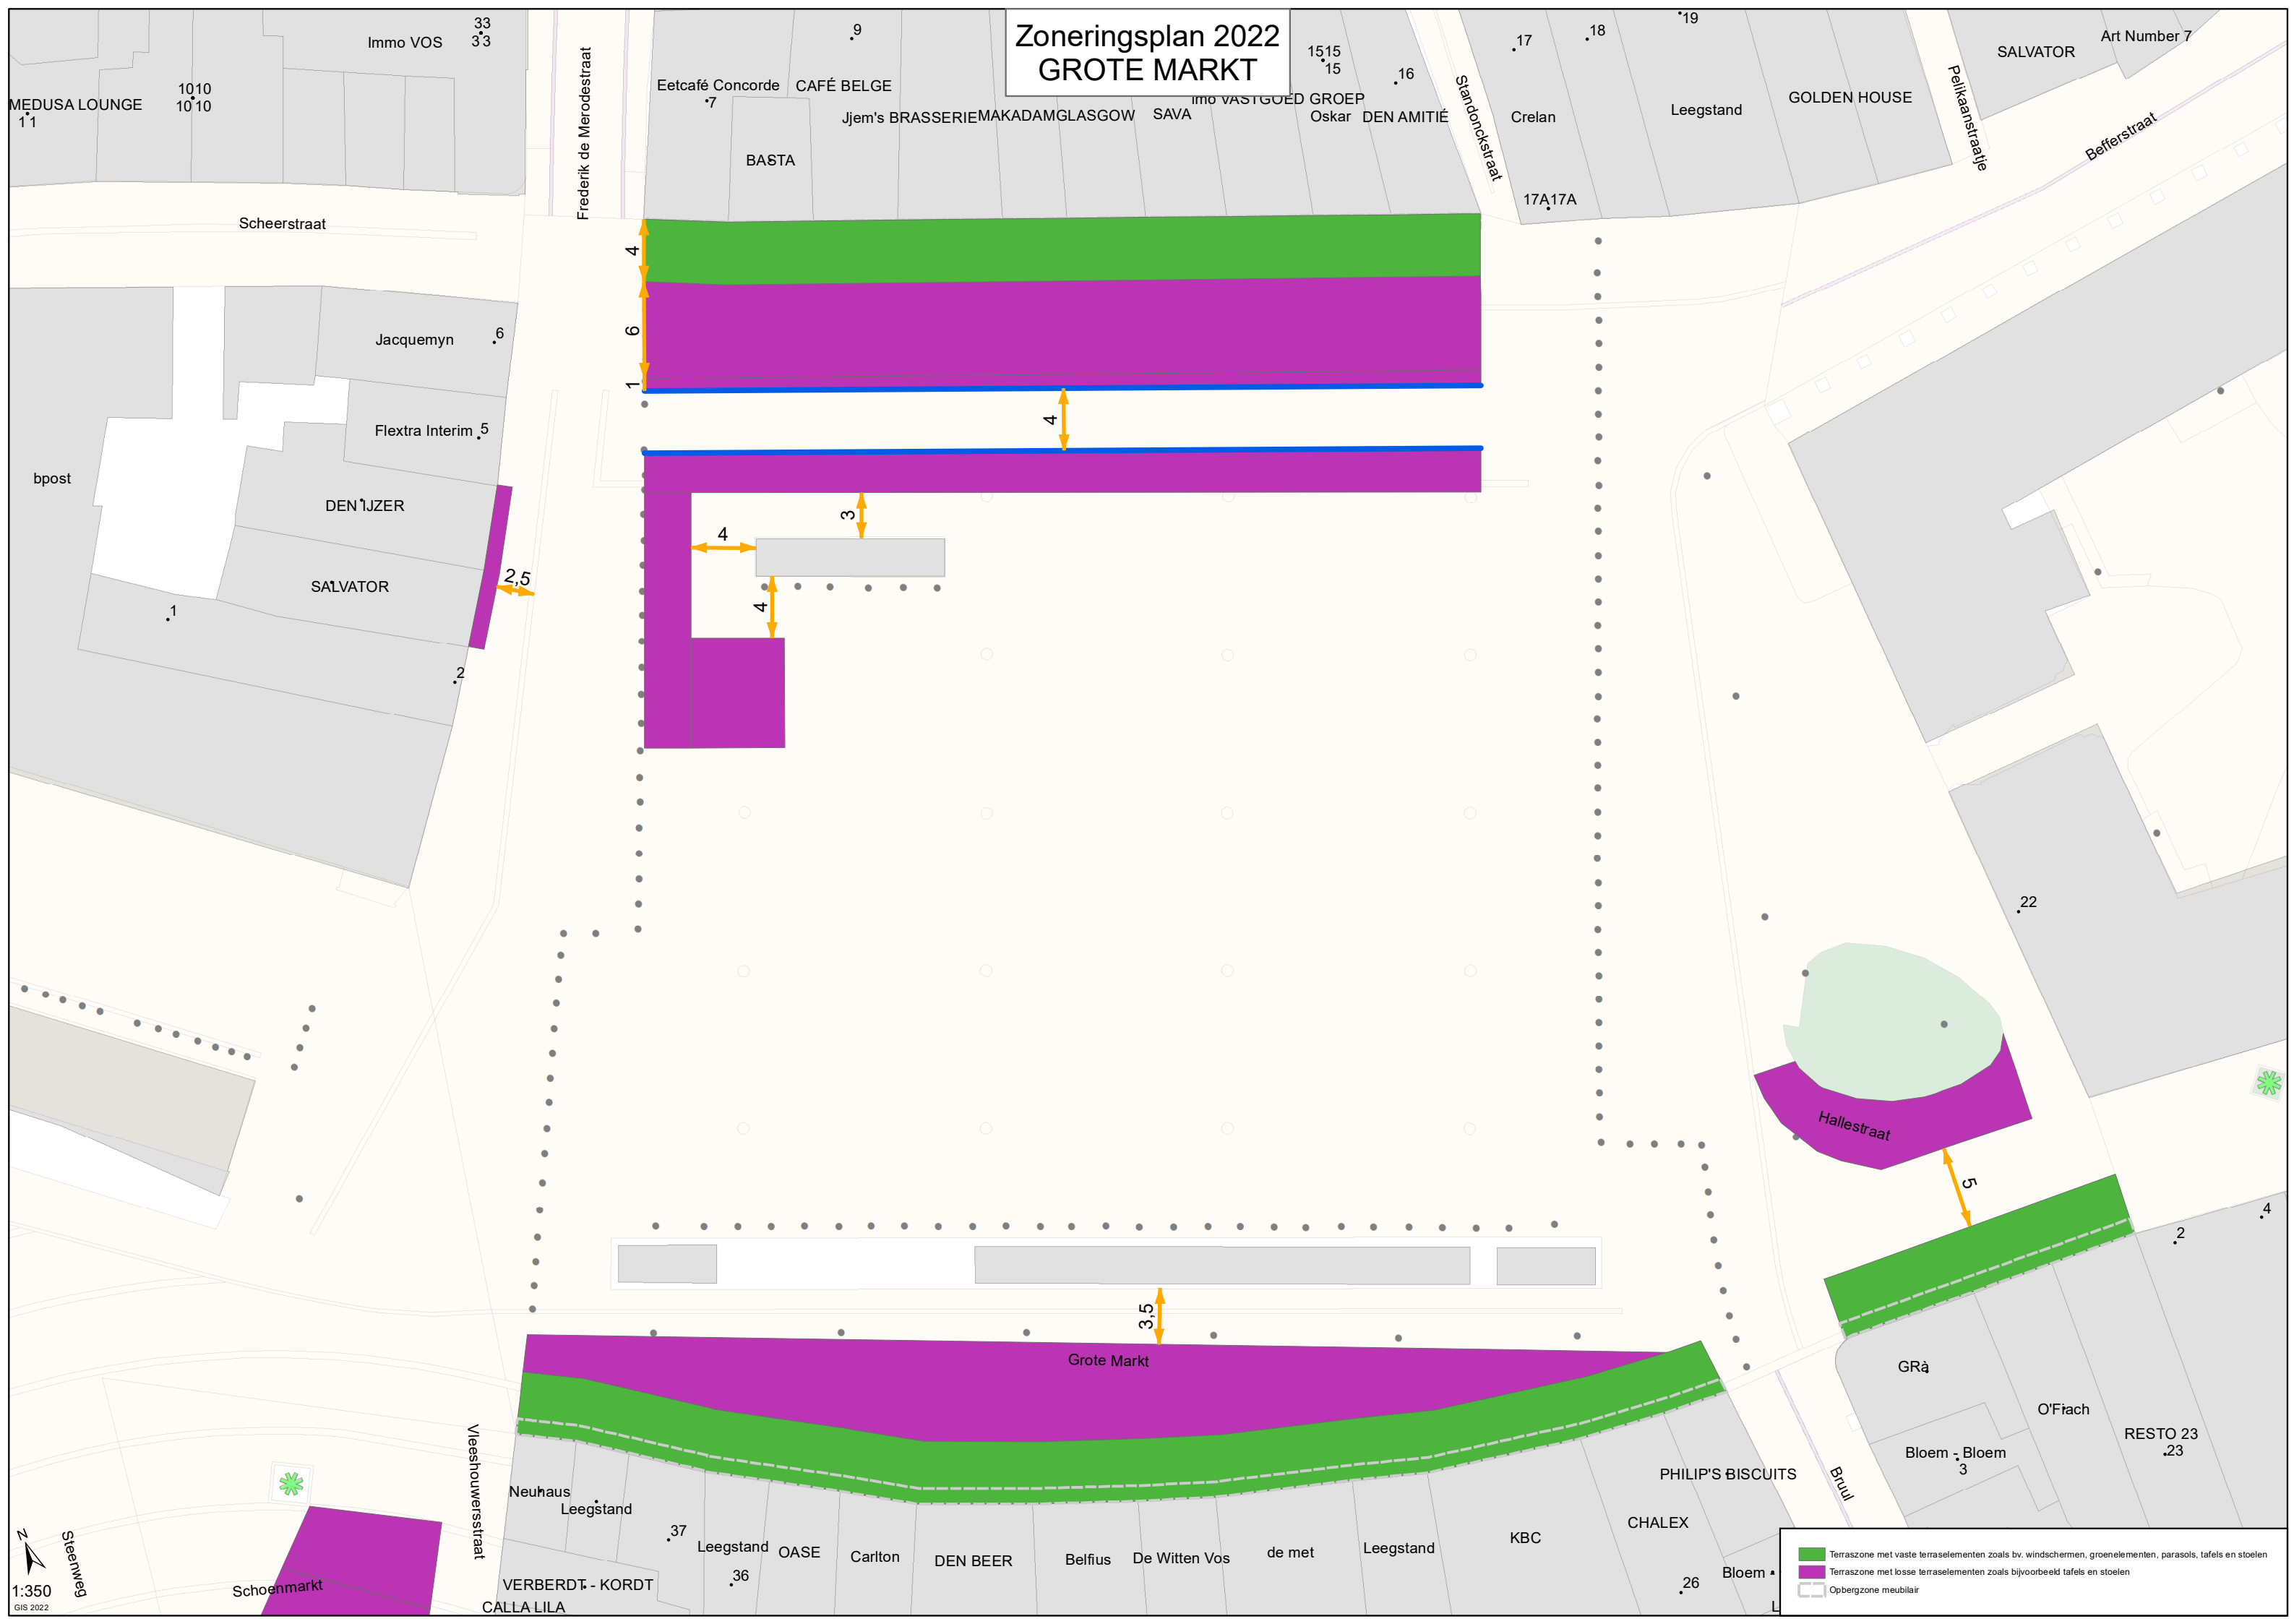 Zoneringsplan 2022
GROTE MARKT
33
33
Immo VOS
1010
1010
MEDUSA LOUNGE
11
Frederik de Merodestraat
9
Eetcafé Concorde
7
CAFÉ BELGE
BASTA
Jjem's BRASSERIE
MAKADAM
GLASGOW
SAVA
VASTGOED GROEP
1515
15
Oskar
16
DEN AMITIÉ
Standonckstraat
17
18
19
Crelan
17A17A
Leegstand
GOLDEN HOUSE
Pelikaanstraatje
SALVATOR
Art Number 7
Befferstraat
Scheerstraat
4
6
1
4
Jacquemyn
6
Flextra Interim
5
bpost
DEN IJZER
SALVATOR
2,5
1
2
3
4
4
22
Hallestraat
5
4
2
3,5
Grote Markt
GRà
O'Fiach
RESTO 23
23
Bloem - Bloem
3
Bruul
PHILIP'S BISCUITS
CHALEX
KBC
26
Bloem -
L
Leegstand
de met
De Witten Vos
Belfius
DEN BEER
Carlton
OASE
Leegstand
36
37
Leegstand
Neuhaus
VERBERDT - KORDT
CALLA LILA
Vleeshouwersstraat
Schoenmarkt
Steenweg
N
1:350
GIS 2022
Terraszone met vaste terraselementen zoals bv. windschermen, groenelementen, parasols, tafels en stoelen
Terraszone met losse terraselementen zoals bijvoorbeeld tafels en stoelen
Opbergzone meubilair